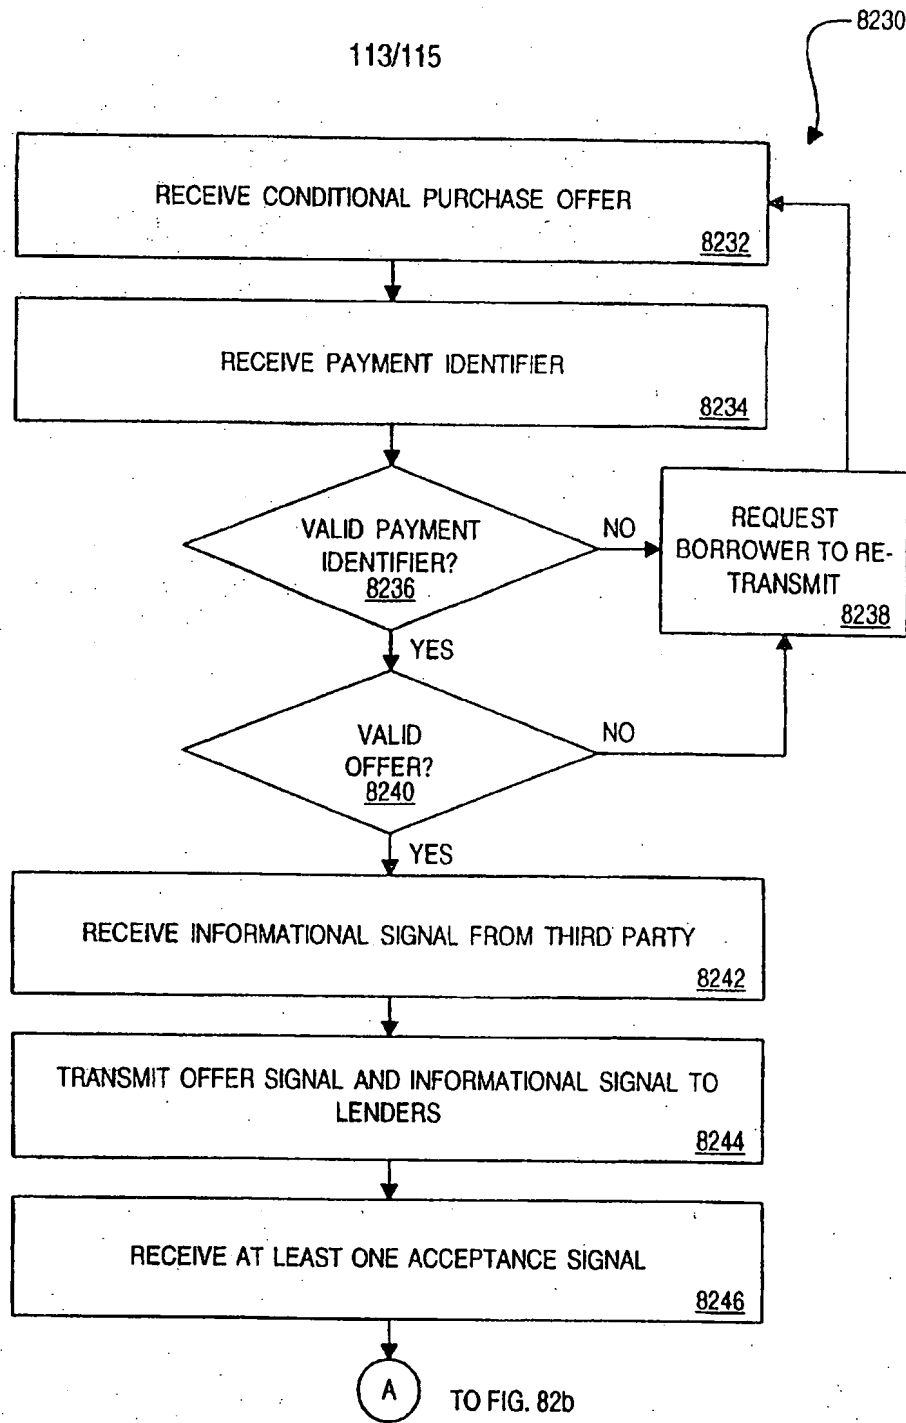 8230
113/115
RECEIVE CONDITIONAL PURCHASE OFFER
8232
RECEIVE PAYMENT IDENTIFIER
8234
VALID PAYMENT
IDENTIFIER?
8236
NO
REQUEST
BORROWER TO RE-
TRANSMIT
8238
YES
VALID
OFFER?
8240
NO
YES
RECEIVE INFORMATIONAL SIGNAL FROM THIRD PARTY
8242
TRANSMIT OFFER SIGNAL AND INFORMATIONAL SIGNAL TO
LENDERS
8244
RECEIVE AT LEAST ONE ACCEPTANCE SIGNAL
8246
A
TO FIG. 82b